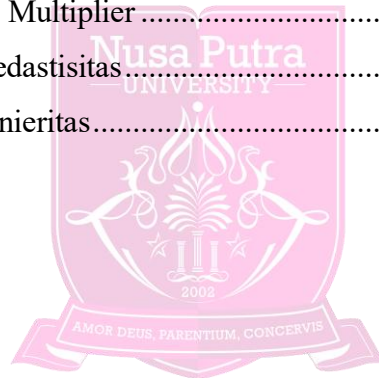 Multiplier ...................................
Nusa Putra
edastisitas ...................................
UNIVERSITY
nieritas ...................................
2002
AMOR DEUS, PARENTIUM, CONCERVIS